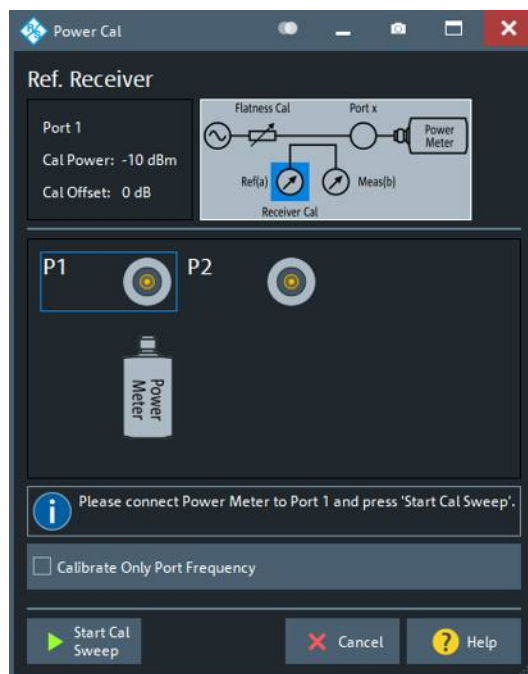 Power Cal
Ref. Receiver
Port 1
Cal Power: -10 dBm
Cal Offset: 0 dB
Flatness Cal Port x
Power
Meter
Ref(a) Meas(b)
Receiver Cal
P1 P2
Power
Meter
Please connect Power Meter to Port 1 and press 'Start Cal Sweep'.
Calibrate Only Port Frequency
Start Cal
Sweep
Cancel
Help